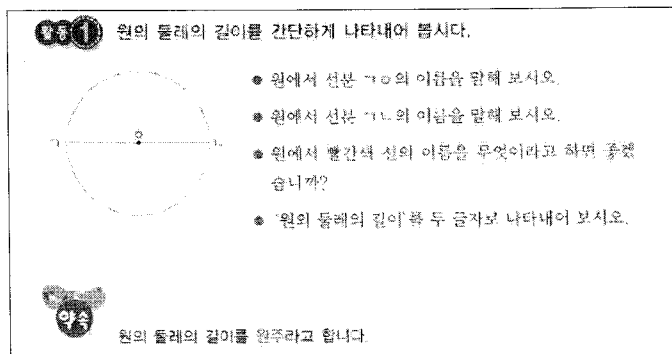 활동 1 원의 둘레의 길이를 간단하게 나타내어 봅시다.
ㄱ ㅇ ㄴ
● 원에서 선분 ㄱㅇ의 이름을 말해 보시오.
● 원에서 선분 ㄱㄴ의 이름을 말해 보시오.
● 원에서 빨간색 선의 이름을 무엇이라고 하면 좋겠
습니까?
● '원의 둘레의 길이'를 두 글자로 나타내어 보시오.
약속
원의 둘레의 길이를 원주라고 합니다.